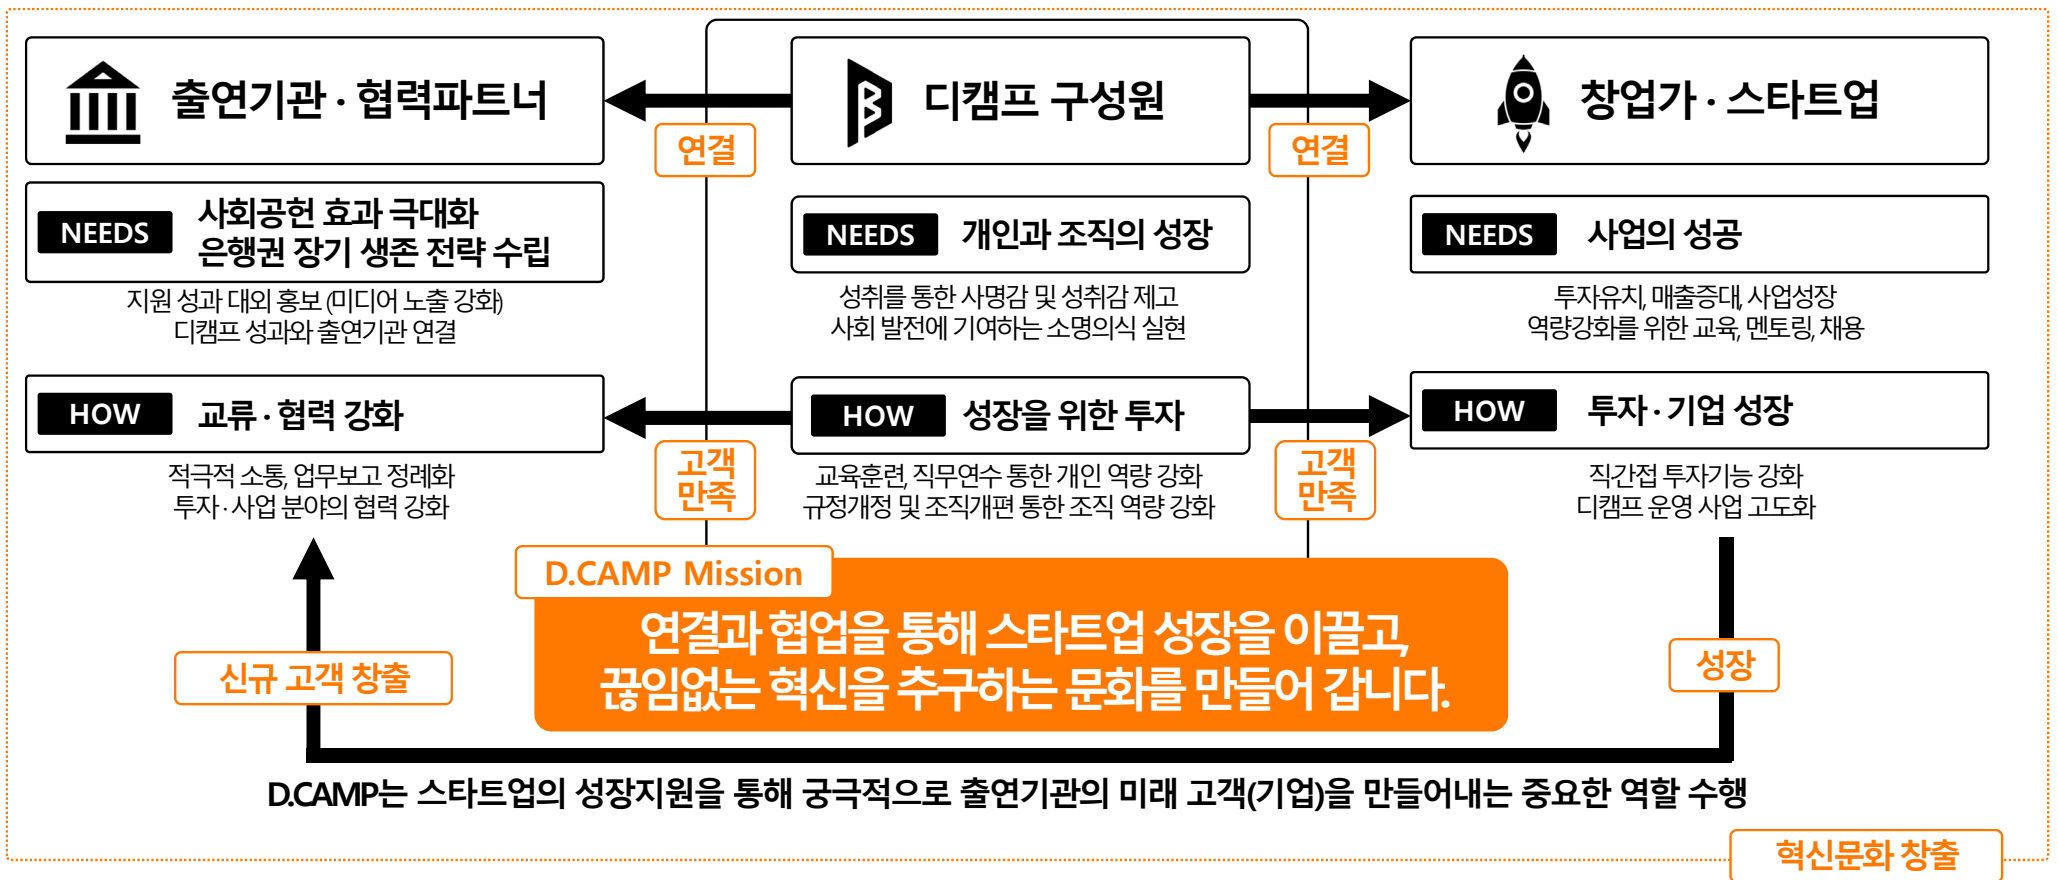 출연기관 · 협력파트너
디캠프 구성원
창업가 · 스타트업
연결
연결
NEEDS
사회공헌 효과 극대화
은행권 장기 생존 전략 수립
지원 성과 대외 홍보 (미디어 노출 강화)
디캠프 성과와 출연기관 연결
NEEDS
개인과 조직의 성장
성취를 통한 사명감 및 성취감 제고
사회 발전에 기여하는 소명의식 실현
NEEDS
사업의 성공
투자유치, 매출증대, 사업성장
역량강화를 위한 교육, 멘토링, 채용
HOW
교류 · 협력 강화
적극적 소통, 업무보고 정례화
투자 · 사업 분야의 협력 강화
고객
만족
HOW
성장을 위한 투자
교육훈련, 직무연수 통한 개인 역량 강화
규정개정 및 조직개편 통한 조직 역량 강화
고객
만족
HOW
투자 · 기업 성장
직간접 투자기능 강화
디캠프 운영 사업 고도화
D.CAMP Mission
연결과 협업을 통해 스타트업 성장을 이끌고,
끊임없는 혁신을 추구하는 문화를 만들어 갑니다.
신규 고객 창출
성장
D.CAMP는 스타트업의 성장지원을 통해 궁극적으로 출연기관의 미래 고객(기업)을 만들어내는 중요한 역할 수행
혁신문화 창출